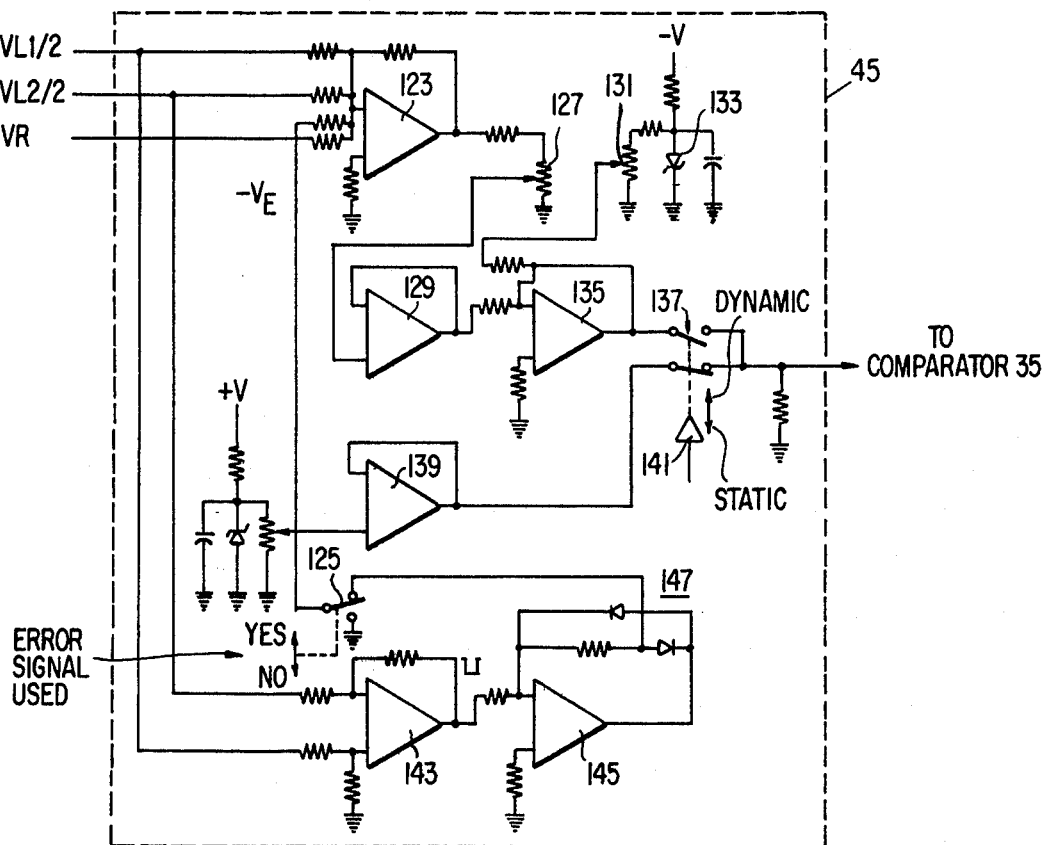 VL1/2
VL2/2
VR
-VE
123
127
131
-V
133
45
129
135
137
DYNAMIC
TO
COMPARATOR 35
+V
139
141
STATIC
125
147
ERROR
SIGNAL
USED
YES
NO
143
145